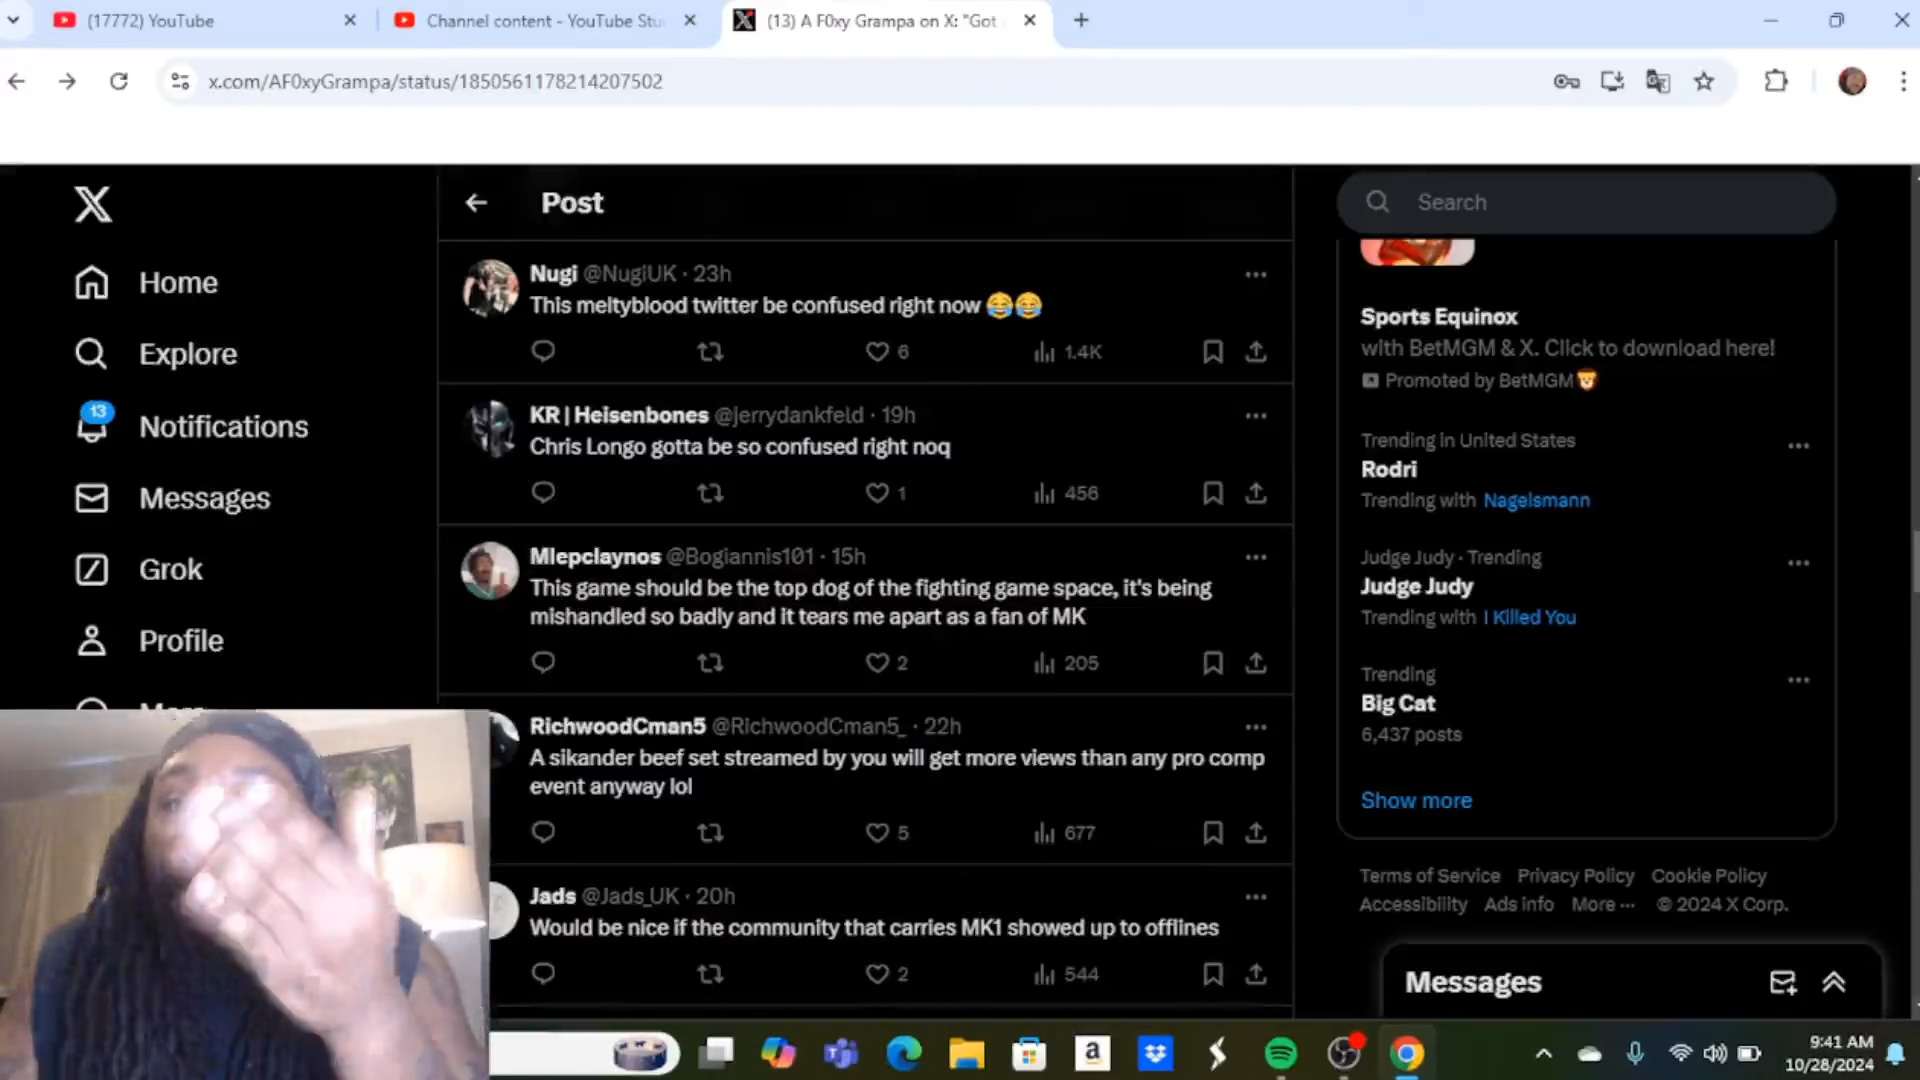 (17772) YouTube
Channel content - YouTube Stu
(13) A F0xy Grampa on X: "Got
x.com/AF0xyGrampa/status/1850561178214207502
Post
Search
Home
Explore
13
Notifications
Messages
Grok
Profile
Nugi @NugiUK · 23h
This meltyblood twitter be confused right now 😂😂
6
1.4K
KR | Heisenbones @jerrydankfeld · 19h
Chris Longo gotta be so confused right noq
1
456
Mlepclaynos @Bogiannis101 · 15h
This game should be the top dog of the fighting game space, it's being
mishandled so badly and it tears me apart as a fan of MK
2
205
RichwoodCman5 @RichwoodCman5_ · 22h
A sikander beef set streamed by you will get more views than any pro comp
event anyway lol
5
677
Jads @Jads_UK · 20h
Would be nice if the community that carries MK1 showed up to offlines
2
544
Sports Equinox
with BetMGM & X. Click to download here!
Promoted by BetMGM🦁
Trending in United States
Rodri
Trending with Nagelsmann
Judge Judy · Trending
Judge Judy
Trending with I Killed You
Trending
Big Cat
6,437 posts
Show more
Terms of Service Privacy Policy Cookie Policy
Accessibility Ads info More ··· © 2024 X Corp.
Messages
9:41 AM
10/28/2024